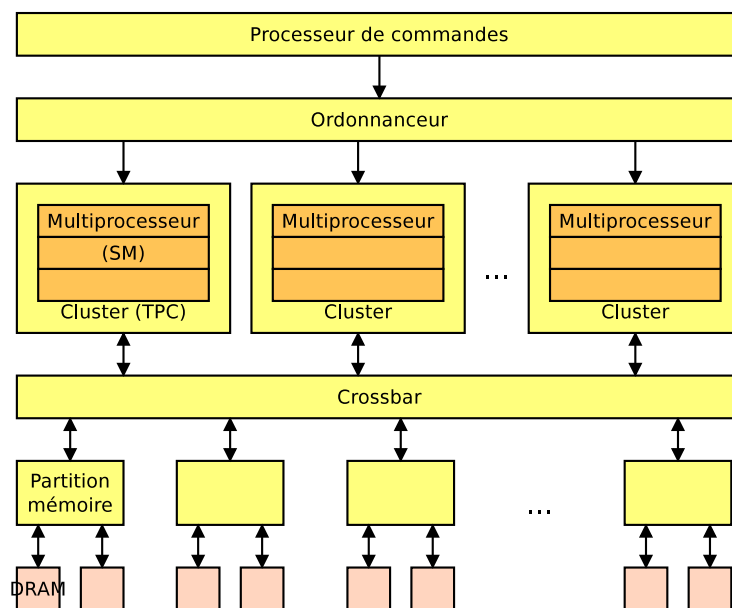 Processeur de commandes
Ordonnanceur
Multiprocesseur
(SM)
Cluster (TPC)
Multiprocesseur
Cluster
...
Multiprocesseur
Cluster
Crossbar
Partition
mémoire
...
DRAM